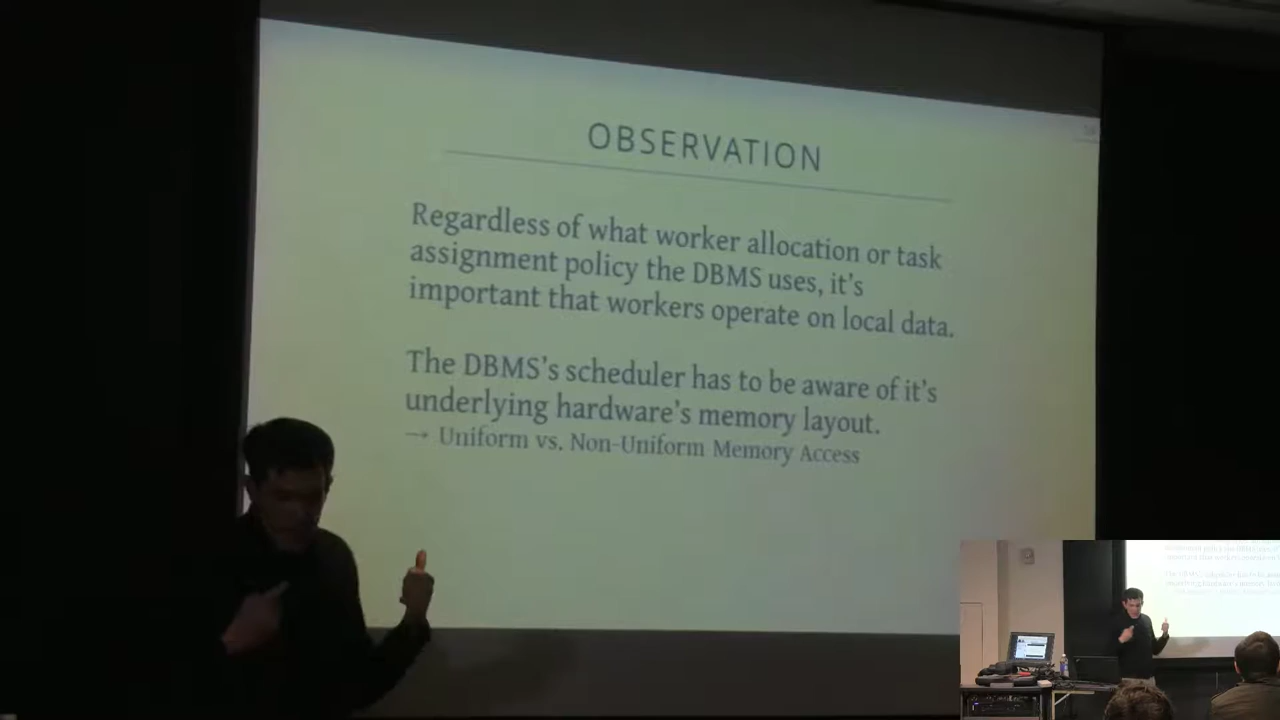 OBSERVATION
Regardless of what worker allocation or task
assignment policy the DBMS uses, it's
important that workers operate on local data.
The DBMS's scheduler has to be aware of it's
underlying hardware's memory layout.
→ Uniform vs. Non-Uniform Memory Access